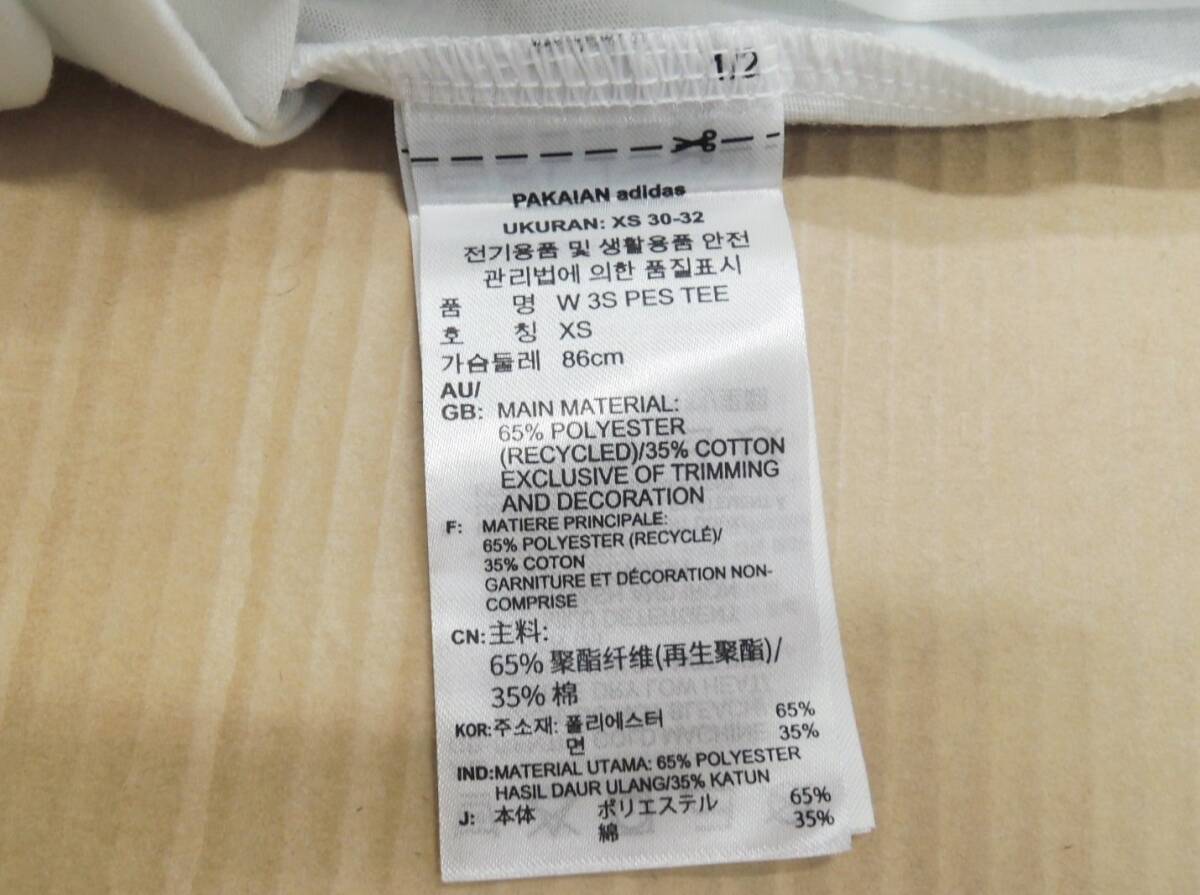 1/2
PAKAIAN adidas
UKURAN: XS 30-32
전기용품 및 생활용품 안전
관리법에 의한 품질표시
품 명 W 3S PES TEE
호 칭 XS
가슴둘레 86cm
AU/
GB: MAIN MATERIAL:
65% POLYESTER
(RECYCLED)/35% COTTON
EXCLUSIVE OF TRIMMING
AND DECORATION
F: MATIERE PRINCIPALE:
65% POLYESTER (RECYCLÉ)/
35% COTON
GARNITURE ET DÉCORATION NON-
COMPRISE
CN: 主料:
65% 聚酯纤维(再生聚酯)/
35% 棉
KOR: 주소재: 폴리에스터 65%
면 35%
IND: MATERIAL UTAMA: 65% POLYESTER
HASIL DAUR ULANG/35% KATUN
J: 本体 ポリエステル 65%
綿 35%